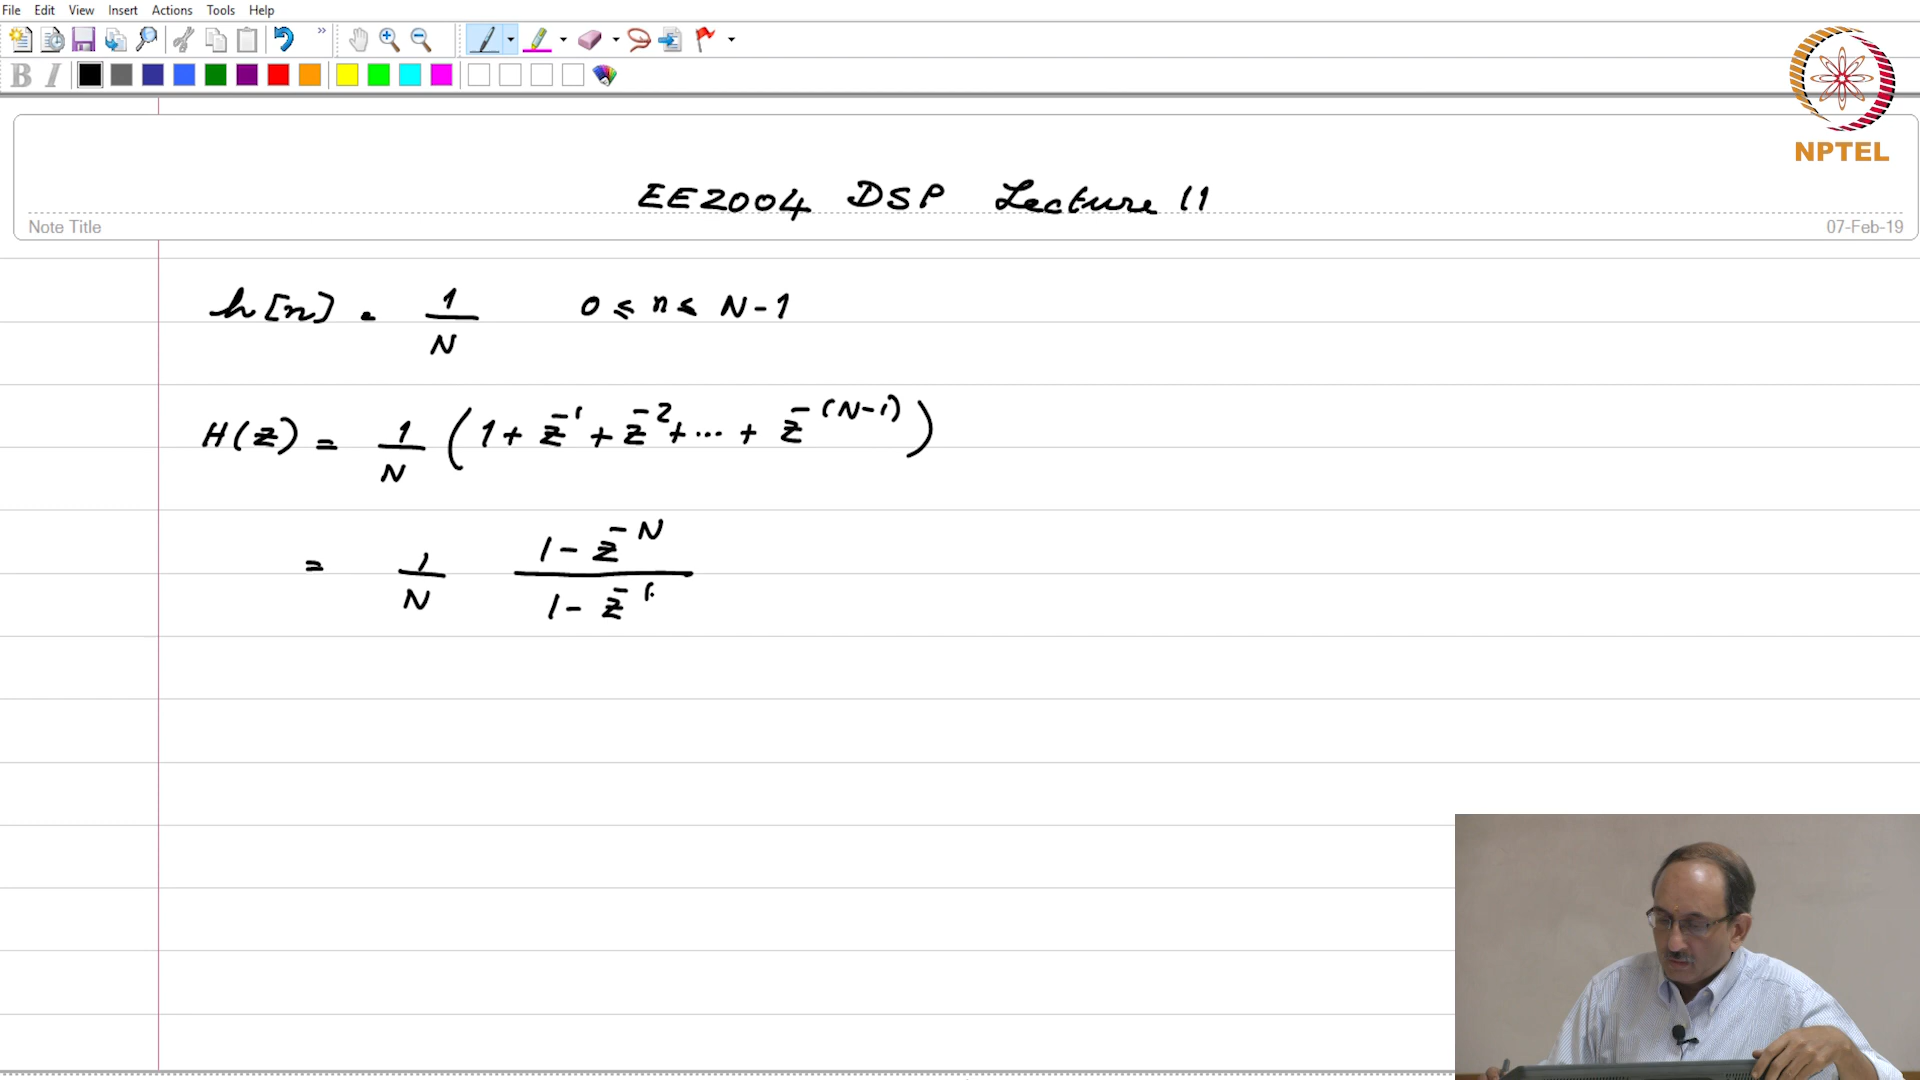 File Edit View Insert Actions Tools Help
B I
NPTEL
EE2004 DSP Lecture 11
Note Title
07-Feb-19
h[n] = 1/N 0 ≤ n ≤ N-1
H(z) = 1/N (1 + z^-1 + z^-2 + ... + z^-(N-1))
= 1/N (1 - z^-N)/(1 - z^-1)